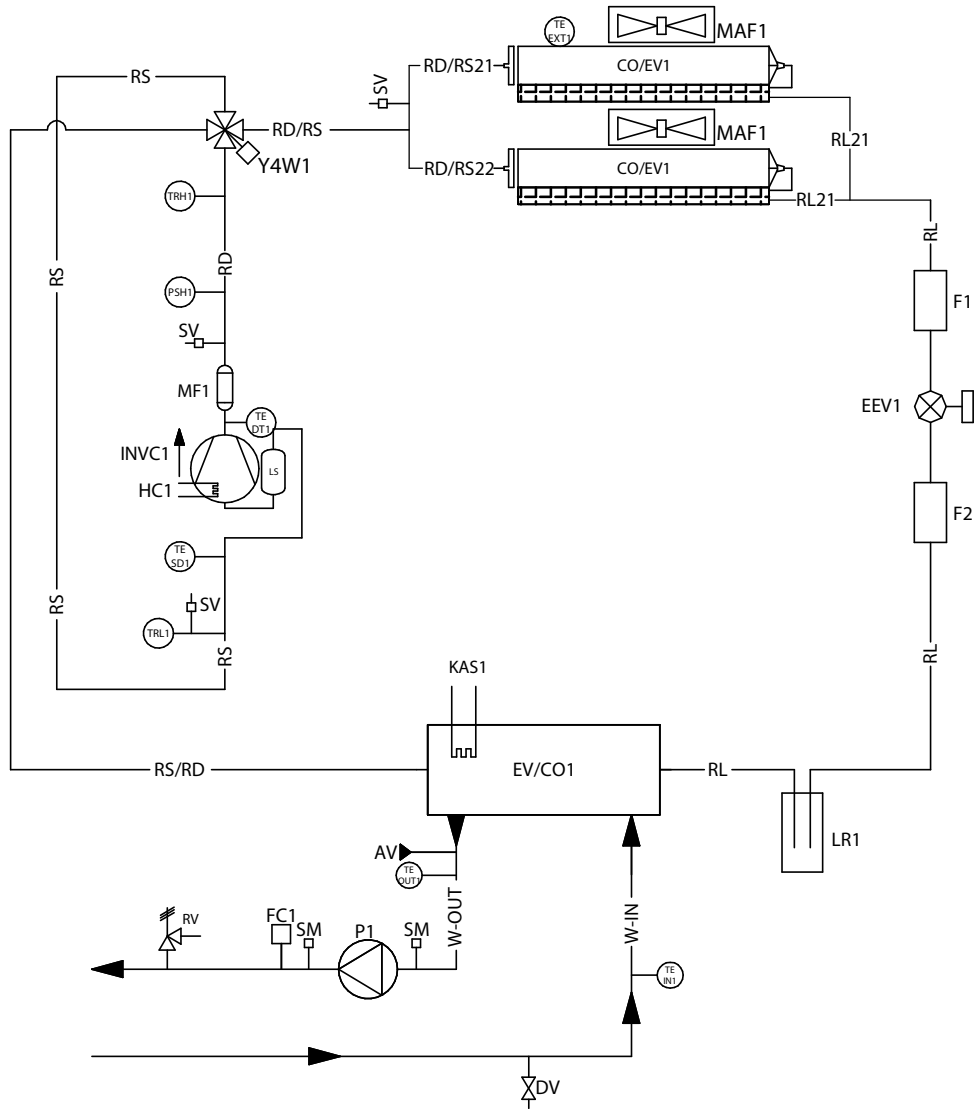 TE
EXT1
MAF1
RS
RD/RS21
CO/EV1
SV
RD/RS
Y4W1
MAF1
RL21
RD/RS22
CO/EV1
TRH1
RL21
RL
RD
RS
PSH1
F1
SV
MF1
EEV1
TE
DT1
INVC1
LS
HC1
F2
TE
SD1
RS
SV
TRL1
RS
RL
KAS1
RS/RD
EV/CO1
RL
LR1
AV
TE
OUT1
W-OUT
W-IN
RV
FC1
SM
P1
SM
TE
IN1
DV